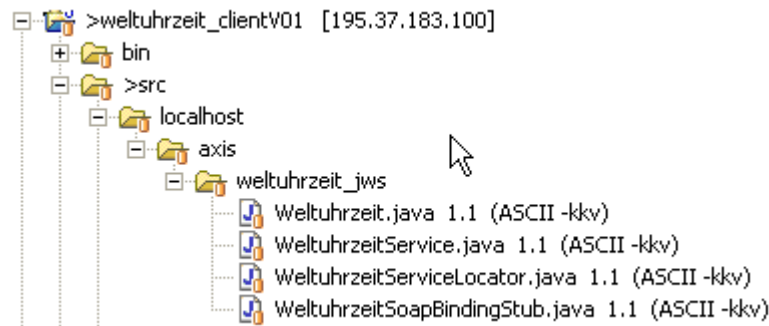 >weltuhrzeit_clientV01 [195.37.183.100]
bin
>src
localhost
axis
weltuhrzeit_jws
Weltuhrzeit.java 1.1 (ASCII -kkv)
WeltuhrzeitService.java 1.1 (ASCII -kkv)
WeltuhrzeitServiceLocator.java 1.1 (ASCII -kkv)
WeltuhrzeitSoapBindingStub.java 1.1 (ASCII -kkv)